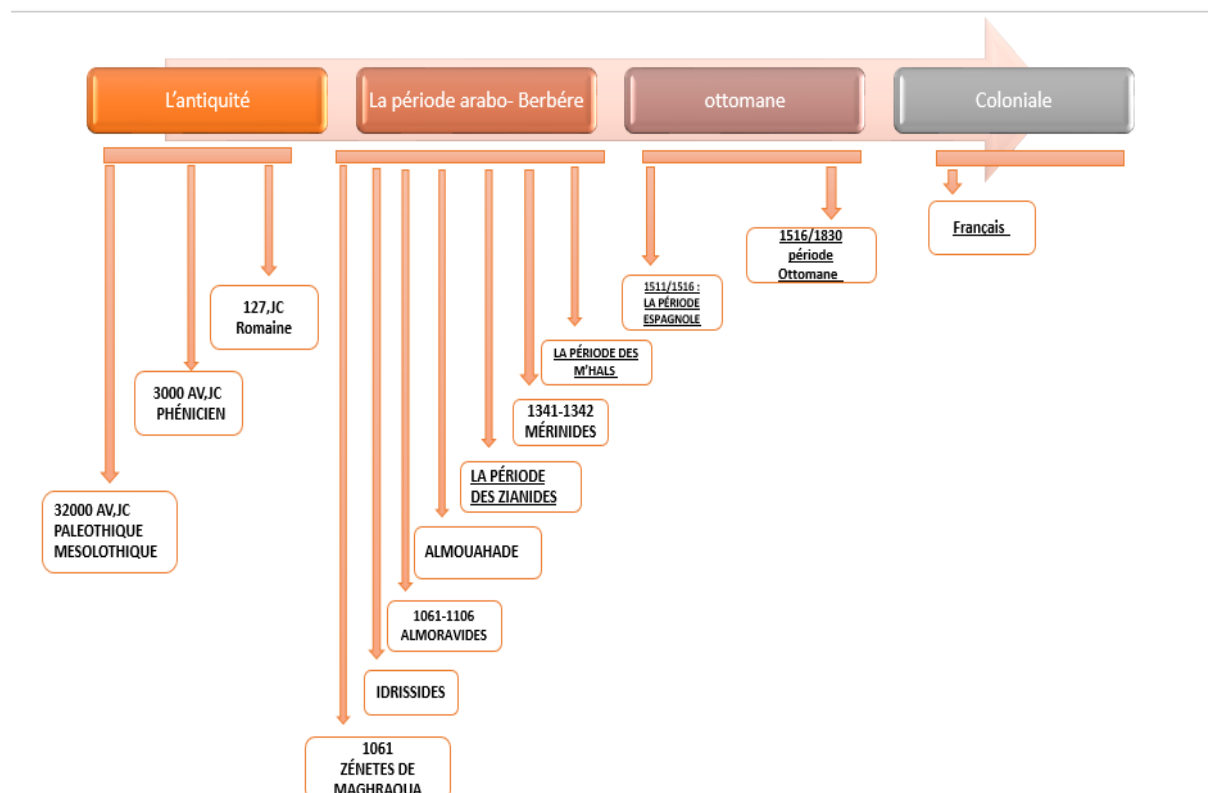 L'antiquité
La période arabo- Berbére
ottomane
Coloniale
32000 AV,JC
PALEOTHIQUE
MESOLOTHIQUE
3000 AV,JC
PHÉNICIEN
127,JC
Romaine
1061
ZÉNETES DE
MAGHRAOUA
IDRISSIDES
1061-1106
ALMORAVIDES
ALMOUAHADE
LA PÉRIODE
DES ZIANIDES
1341-1342
MÉRINIDES
LA PÉRIODE DES
M'HALS
1511/1516 :
LA PÉRIODE
ESPAGNOLE
1516/1830
période
Ottomane
Français